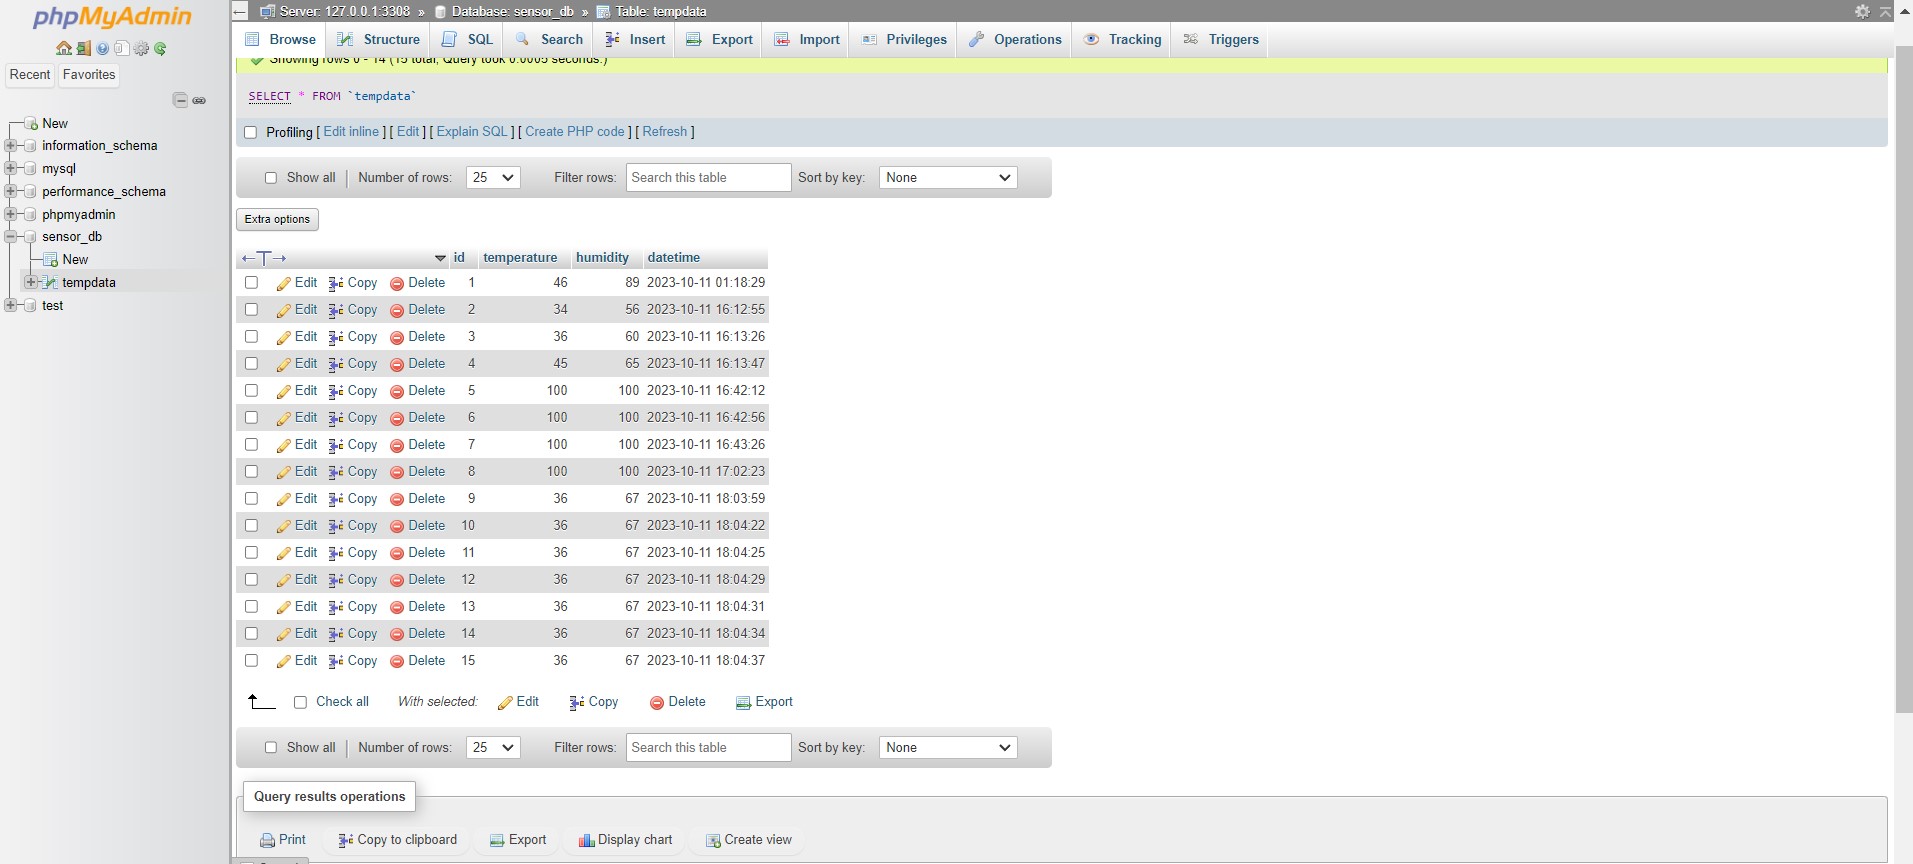 phpMyAdmin
Recent Favorites
New
information_schema
mysql
performance_schema
phpmyadmin
sensor_db
New
tempdata
test
Server: 127.0.0.1:3308 » Database: sensor_db » Table: tempdata
Browse Structure SQL Search Insert Export Import Privileges Operations Tracking Triggers
Showing rows 0 - 14 (15 total, Query took 0.0005 seconds.)
SELECT * FROM `tempdata`
Profiling [ Edit inline ] [ Edit ] [ Explain SQL ] [ Create PHP code ] [ Refresh ]
Show all | Number of rows: 25 Filter rows: Search this table Sort by key: None
Extra options
←T→ id temperature humidity datetime
Edit Copy Delete 1 46 89 2023-10-11 01:18:29
Edit Copy Delete 2 34 56 2023-10-11 16:12:55
Edit Copy Delete 3 36 60 2023-10-11 16:13:26
Edit Copy Delete 4 45 65 2023-10-11 16:13:47
Edit Copy Delete 5 100 100 2023-10-11 16:42:12
Edit Copy Delete 6 100 100 2023-10-11 16:42:56
Edit Copy Delete 7 100 100 2023-10-11 16:43:26
Edit Copy Delete 8 100 100 2023-10-11 17:02:23
Edit Copy Delete 9 36 67 2023-10-11 18:03:59
Edit Copy Delete 10 36 67 2023-10-11 18:04:22
Edit Copy Delete 11 36 67 2023-10-11 18:04:25
Edit Copy Delete 12 36 67 2023-10-11 18:04:29
Edit Copy Delete 13 36 67 2023-10-11 18:04:31
Edit Copy Delete 14 36 67 2023-10-11 18:04:34
Edit Copy Delete 15 36 67 2023-10-11 18:04:37
Check all With selected: Edit Copy Delete Export
Show all | Number of rows: 25 Filter rows: Search this table Sort by key: None
Query results operations
Print Copy to clipboard Export Display chart Create view